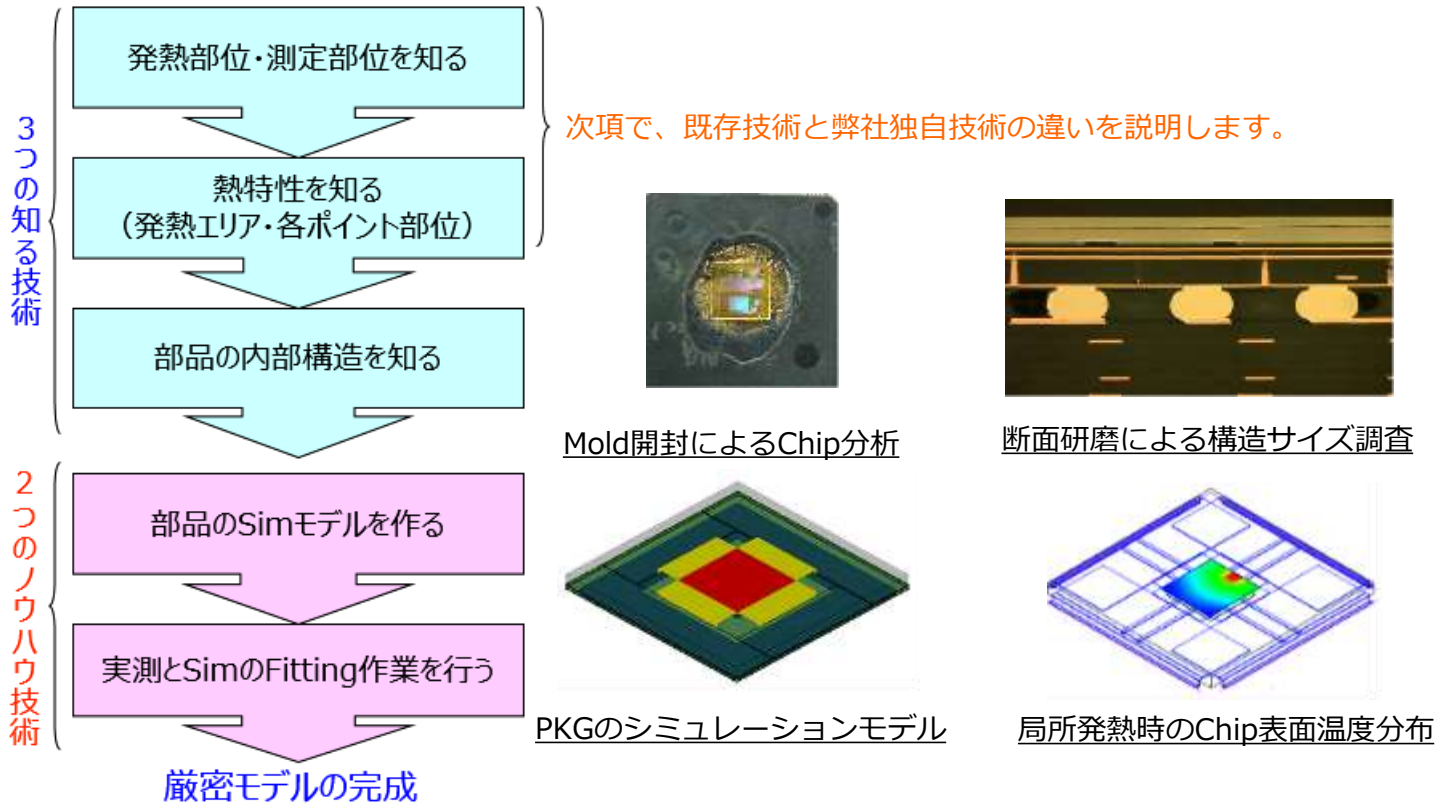 3つの知る技術
発熱部位・測定部位を知る
熱特性を知る
（発熱エリア・各ポイント部位）
部品の内部構造を知る
次項で、既存技術と弊社独自技術の違いを説明します。
Mold開封によるChip分析
断面研磨による構造サイズ調査
2つのノウハウ技術
部品のSimモデルを作る
実測とSimのFitting作業を行う
厳密モデルの完成
PKGのシミュレーションモデル
局所発熱時のChip表面温度分布